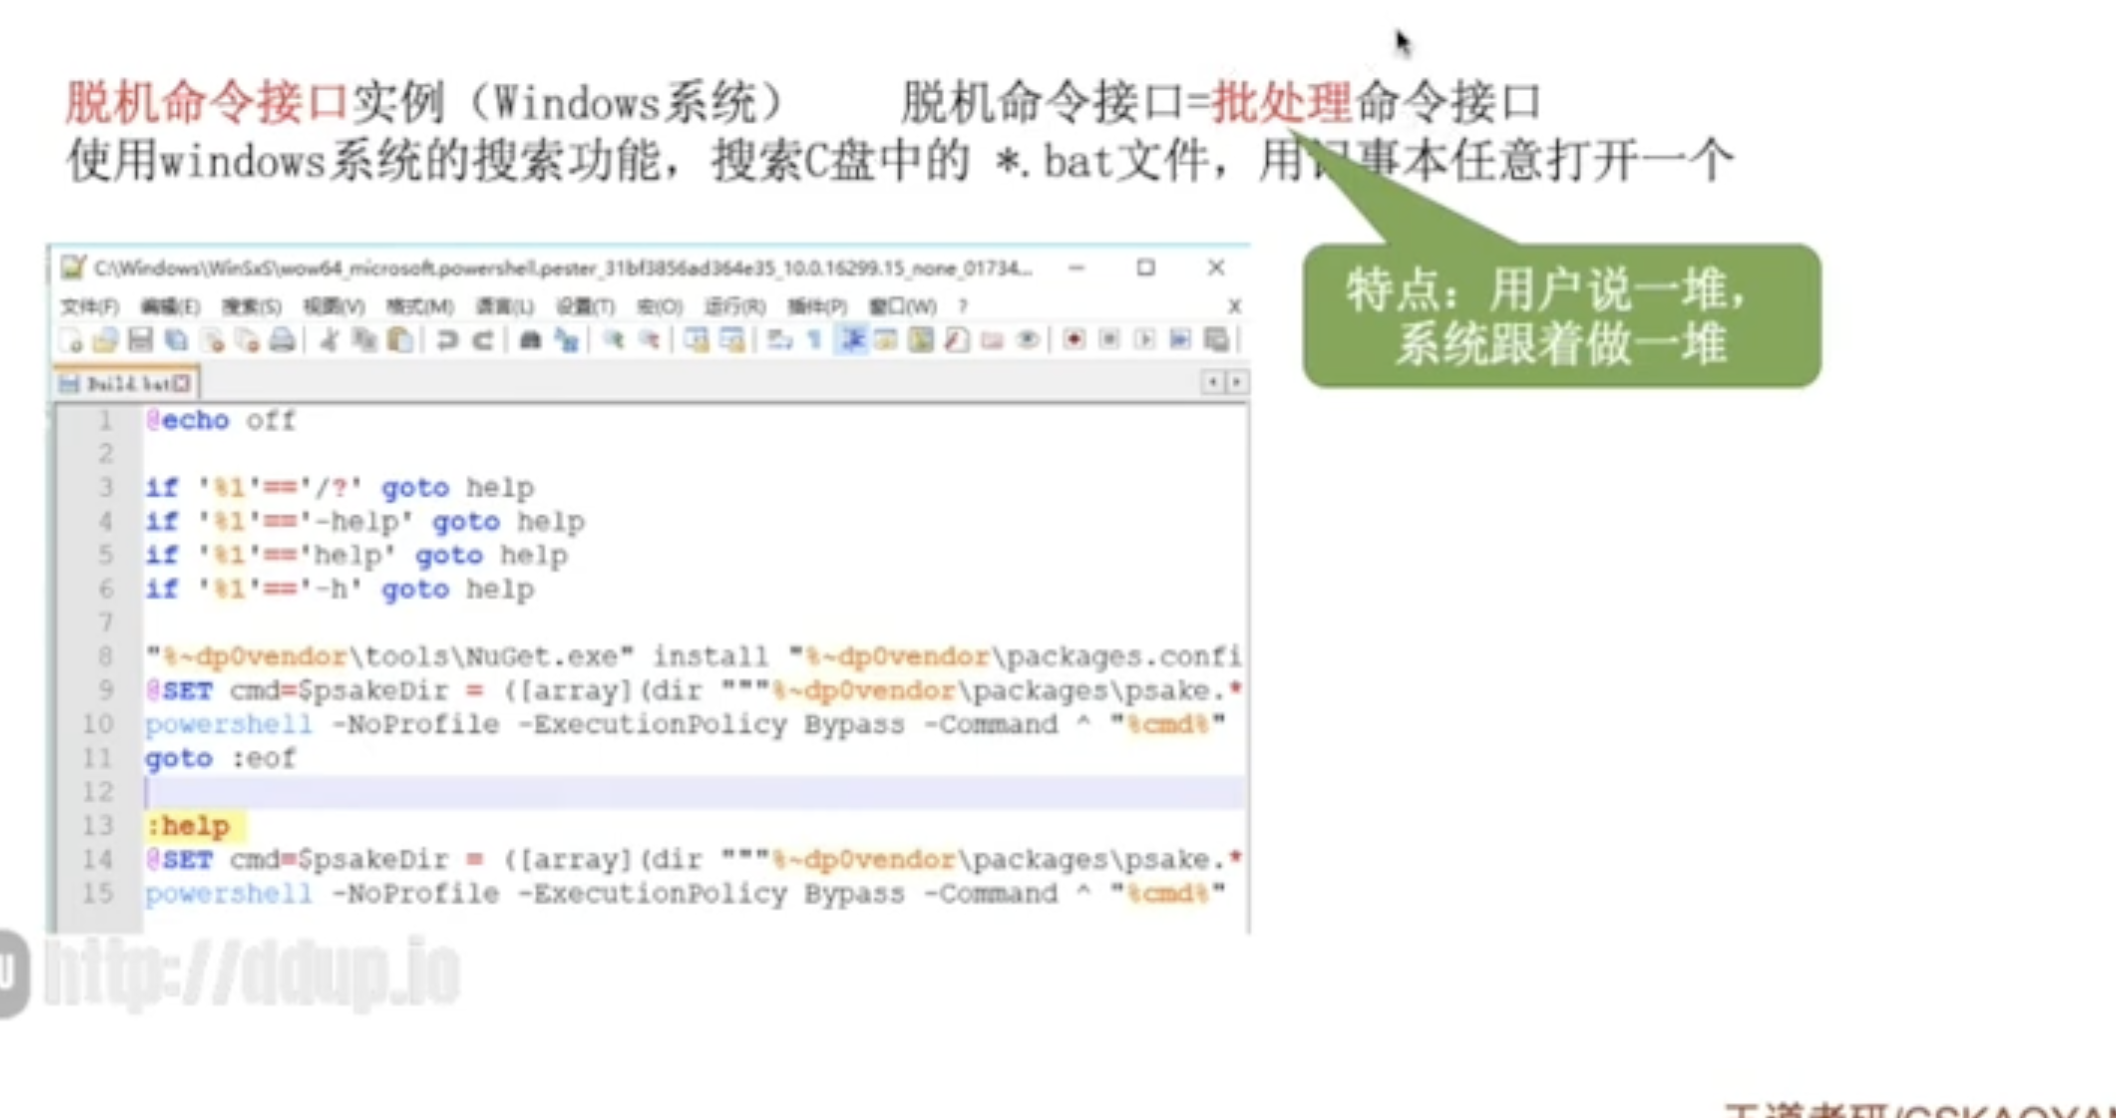 脱机命令接口实例（Windows系统） 脱机命令接口=批处理命令接口
使用windows系统的搜索功能，搜索C盘中的 *.bat文件，用记事本任意打开一个
特点：用户说一堆，
系统跟着做一堆
C:\Windows\WinSxS\wow64_microsoft.powershell.pester_31bf3856ad364e35_10.0.16299.15_none_01734...
文件(F) 编辑(E) 搜索(S) 视图(V) 格式(M) 语言(L) 设置(T) 宏(O) 运行(R) 插件(P) 窗口(W) ? X
Build.bat
1 @echo off
2
3 if '%1'=='/?' goto help
4 if '%1'=='-help' goto help
5 if '%1'=='help' goto help
6 if '%1'=='-h' goto help
7
8 "%~dp0vendor\tools\NuGet.exe" install "%~dp0vendor\packages.confi
9 @SET cmd=$psakeDir = ([array](dir """%~dp0vendor\packages\psake.*
10 powershell -NoProfile -ExecutionPolicy Bypass -Command ^ "%cmd%"
11 goto :eof
12
13 :help
14 @SET cmd=$psakeDir = ([array](dir """%~dp0vendor\packages\psake.*
15 powershell -NoProfile -ExecutionPolicy Bypass -Command ^ "%cmd%"
http://ddup.io
王道考研/CSKAOYAN